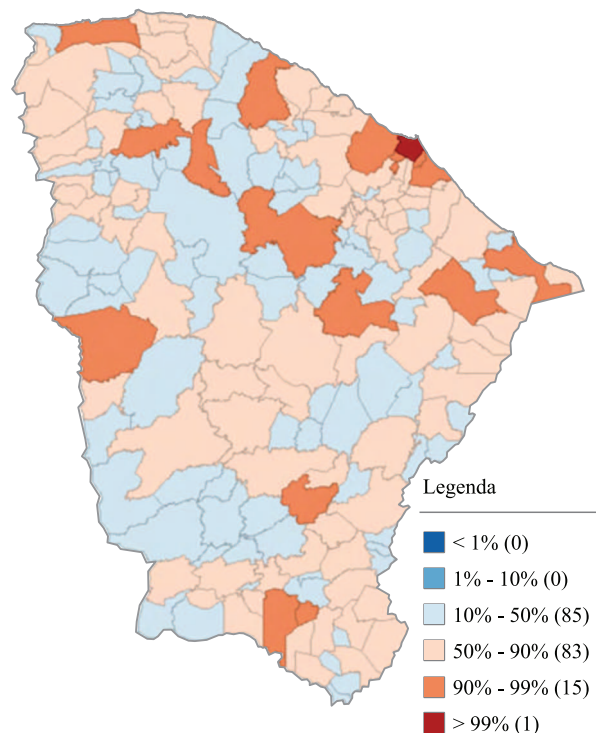 Legenda
< 1% (0)
1% - 10% (0)
10% - 50% (85)
50% - 90% (83)
90% - 99% (15)
> 99% (1)